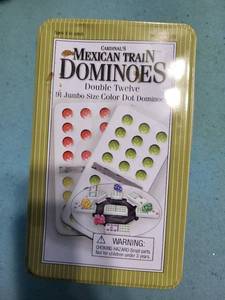 CARDINAL'S
MEXICAN TRAIN
DOMINOES
Double Twelve
91 Jumbo Size Color Dot Dominoes
WARNING:
CHOKING HAZARD-Small parts.
Not for children under 3 years.